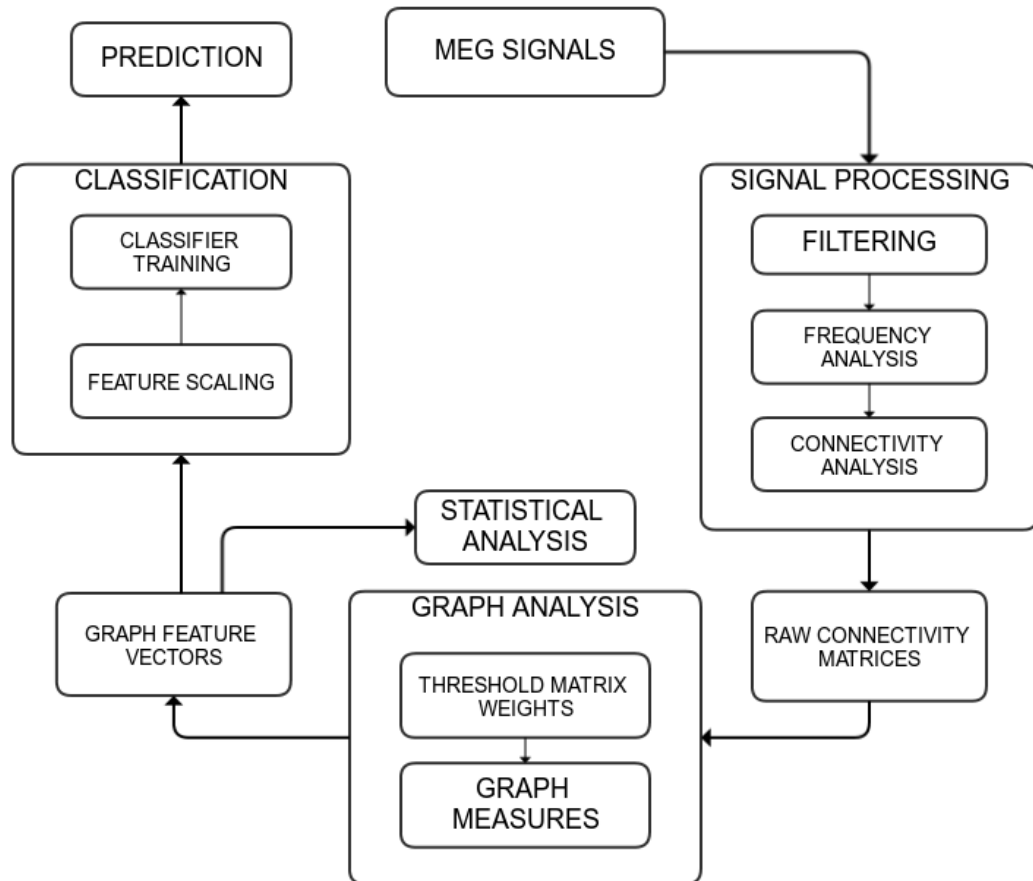 PREDICTION
MEG SIGNALS
CLASSIFICATION
CLASSIFIER
TRAINING
FEATURE SCALING
SIGNAL PROCESSING
FILTERING
FREQUENCY
ANALYSIS
CONNECTIVITY
ANALYSIS
STATISTICAL
ANALYSIS
GRAPH FEATURE
VECTORS
GRAPH ANALYSIS
THRESHOLD MATRIX
WEIGHTS
GRAPH
MEASURES
RAW CONNECTIVITY
MATRICES